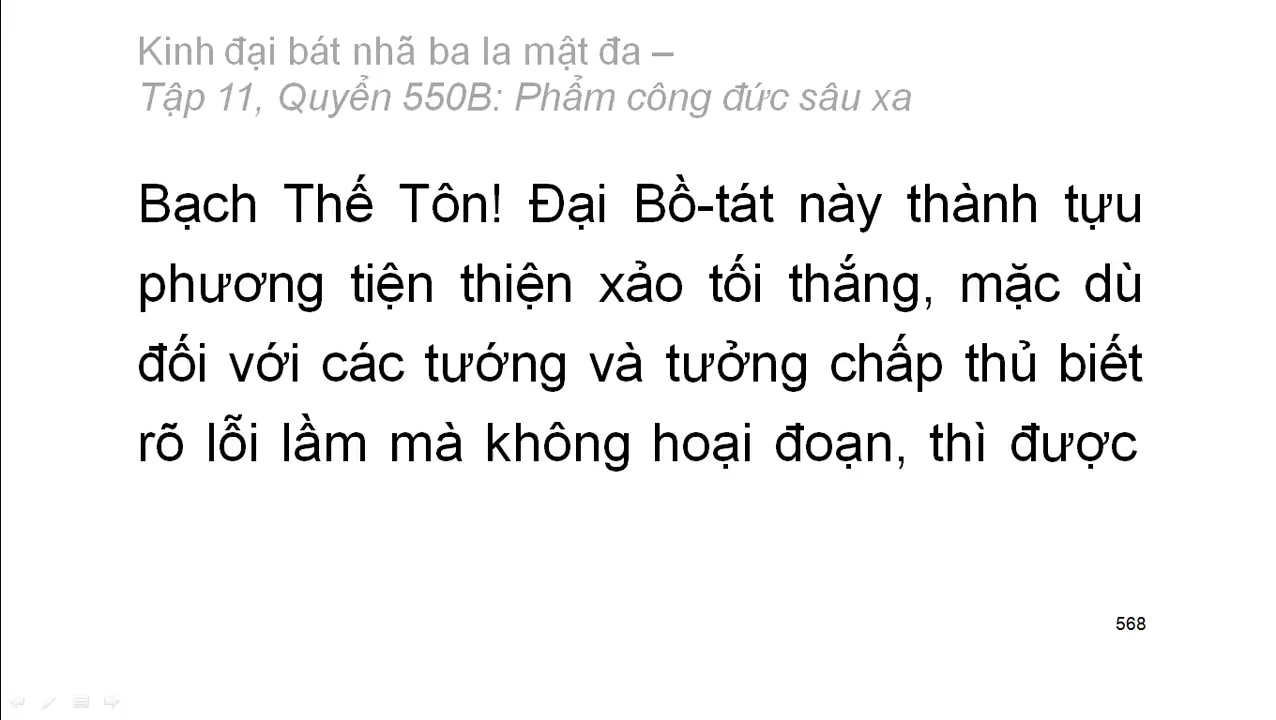 Kinh đại bát nhã ba la mật đa –
Tập 11, Quyển 550B: Phẩm công đức sâu xa
Bạch Thế Tôn! Đại Bồ-tát này thành tựu
phương tiện thiện xảo tối thắng, mặc dù
đối với các tướng và tưởng chấp thủ biết
rõ lỗi lầm mà không hoại đoạn, thì được
568